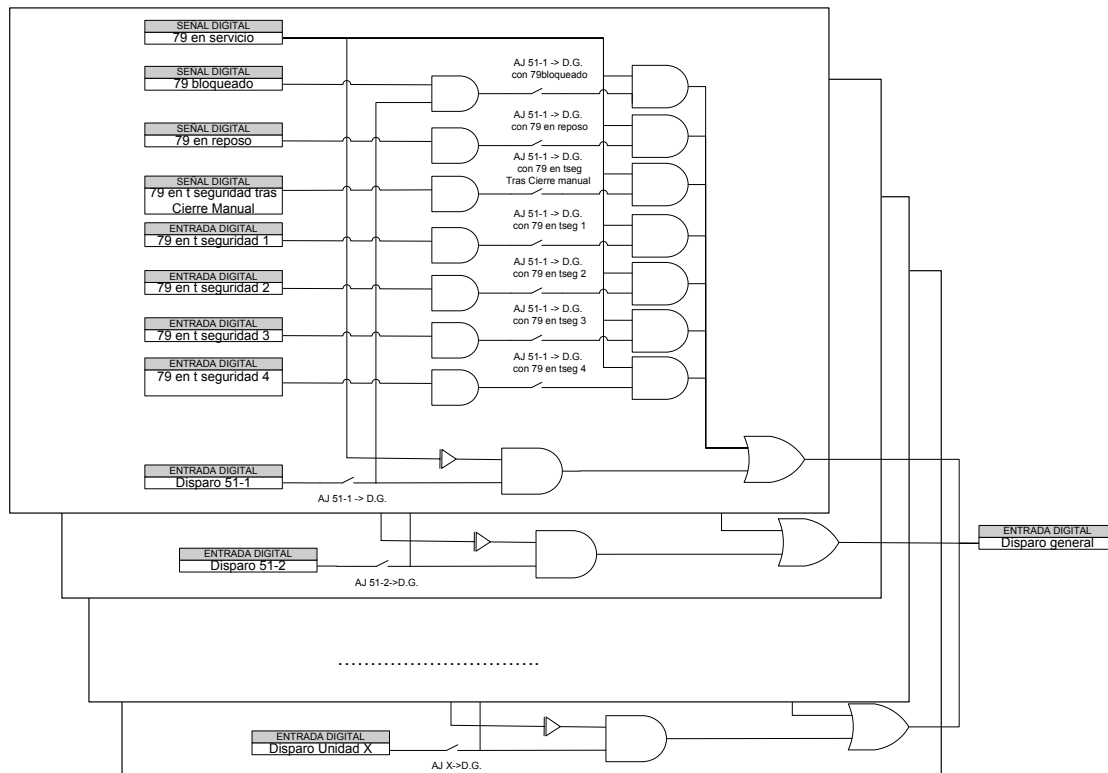 SEÑAL DIGITAL
79 en servicio
SEÑAL DIGITAL
79 bloqueado
AJ 51-1 -> D.G.
con 79bloqueado
SEÑAL DIGITAL
79 en reposo
AJ 51-1 -> D.G.
con 79 en reposo
SEÑAL DIGITAL
79 en t seguridad tras
Cierre Manual
AJ 51-1 -> D.G.
con 79 en tseg
Tras Cierre manual
ENTRADA DIGITAL
79 en t seguridad 1
AJ 51-1 -> D.G.
con 79 en tseg 1
ENTRADA DIGITAL
79 en t seguridad 2
AJ 51-1 -> D.G.
con 79 en tseg 2
ENTRADA DIGITAL
79 en t seguridad 3
AJ 51-1 -> D.G.
con 79 en tseg 3
ENTRADA DIGITAL
79 en t seguridad 4
AJ 51-1 -> D.G.
con 79 en tseg 4
ENTRADA DIGITAL
Disparo 51-1
AJ 51-1 -> D.G.
ENTRADA DIGITAL
Disparo general
ENTRADA DIGITAL
Disparo 51-2
AJ 51-2->D.G.
................................
ENTRADA DIGITAL
Disparo Unidad X
AJ X->D.G.